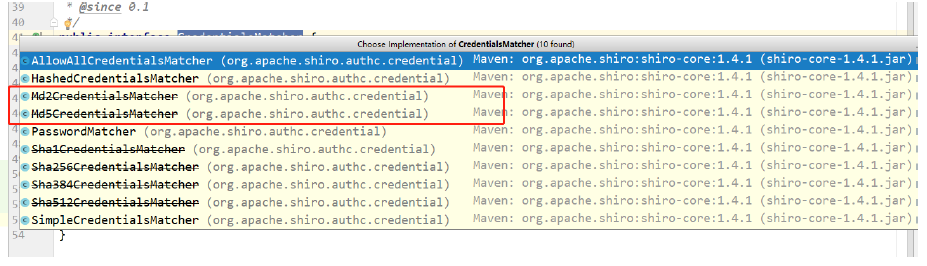 39 * @since 0.1
40 */
41 public interface CredentialsMatcher {
Choose Implementation of CredentialsMatcher (10 found)
AllowAllCredentialsMatcher (org.apache.shiro.authc.credential) Maven: org.apache.shiro:shiro-core:1.4.1 (shiro-core-1.4.1.jar)
HashedCredentialsMatcher (org.apache.shiro.authc.credential) Maven: org.apache.shiro:shiro-core:1.4.1 (shiro-core-1.4.1.jar)
Md2CredentialsMatcher (org.apache.shiro.authc.credential) Maven: org.apache.shiro:shiro-core:1.4.1 (shiro-core-1.4.1.jar)
Md5CredentialsMatcher (org.apache.shiro.authc.credential) Maven: org.apache.shiro:shiro-core:1.4.1 (shiro-core-1.4.1.jar)
PasswordMatcher (org.apache.shiro.authc.credential) Maven: org.apache.shiro:shiro-core:1.4.1 (shiro-core-1.4.1.jar)
Sha1CredentialsMatcher (org.apache.shiro.authc.credential) Maven: org.apache.shiro:shiro-core:1.4.1 (shiro-core-1.4.1.jar)
Sha256CredentialsMatcher (org.apache.shiro.authc.credential) Maven: org.apache.shiro:shiro-core:1.4.1 (shiro-core-1.4.1.jar)
Sha384CredentialsMatcher (org.apache.shiro.authc.credential) Maven: org.apache.shiro:shiro-core:1.4.1 (shiro-core-1.4.1.jar)
Sha512CredentialsMatcher (org.apache.shiro.authc.credential) Maven: org.apache.shiro:shiro-core:1.4.1 (shiro-core-1.4.1.jar)
SimpleCredentialsMatcher (org.apache.shiro.authc.credential) Maven: org.apache.shiro:shiro-core:1.4.1 (shiro-core-1.4.1.jar)
54 }